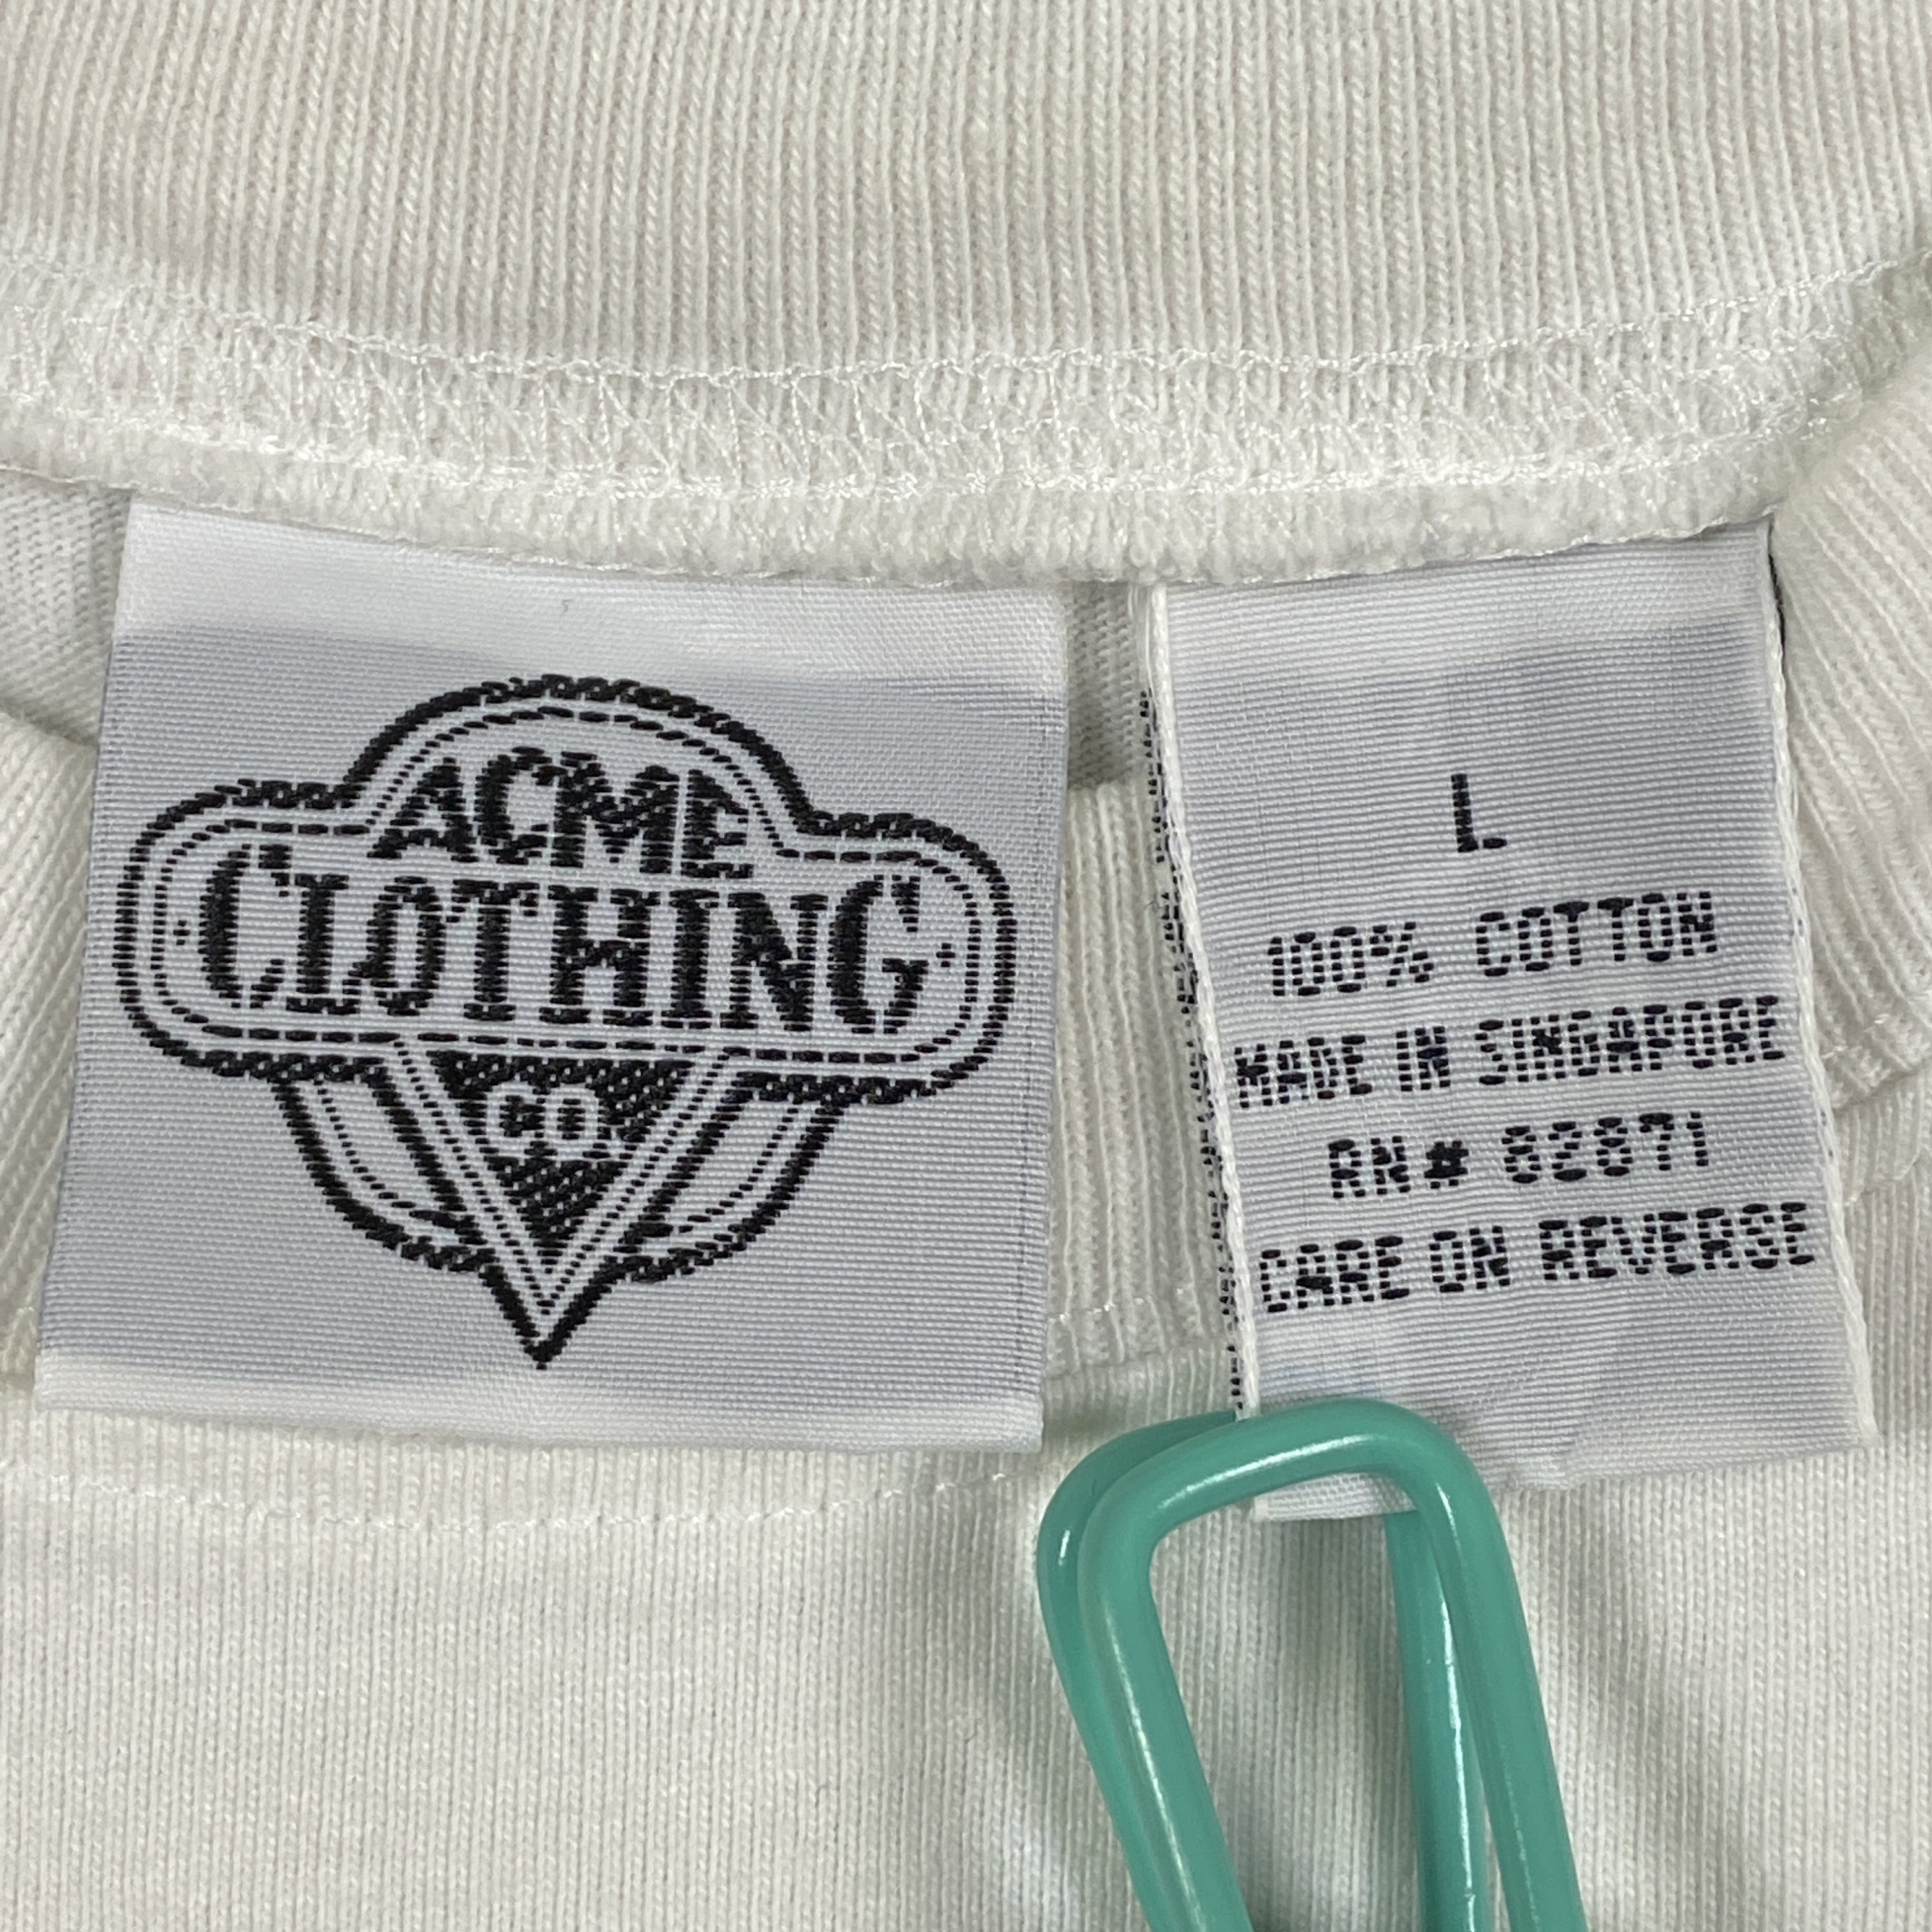 ACME
CLOTHING
CO.
L
100% COTTON
MADE IN SINGAPORE
RN# 82871
CARE ON REVERSE